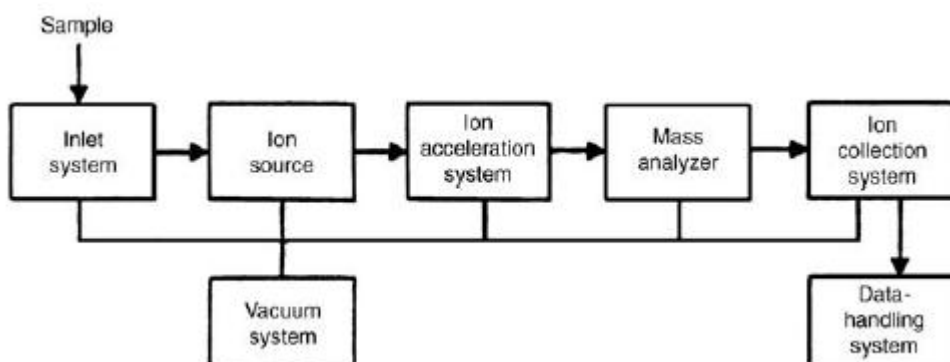 Sample
Inlet
system
Ion
source
Ion
acceleration
system
Mass
analyzer
Ion
collection
system
Vacuum
system
Data-
handling
system